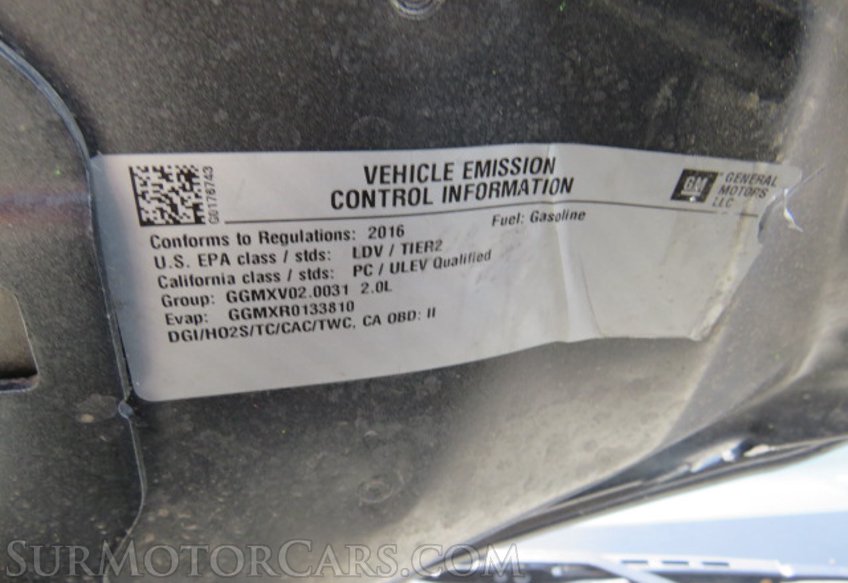 VEHICLE EMISSION
CONTROL INFORMATION
GM GENERAL
MOTORS
LLC
Conforms to Regulations: 2016 Fuel: Gasoline
U.S. EPA class / stds: LDV / TIER2
California class / stds: PC / ULEV Qualified
Group: GGMXV02.0031 2.0L
Evap: GGMXR0133810
DGI/HO2S/TC/CAC/TWC, CA OBD: II
SURMOTORCARS.COM